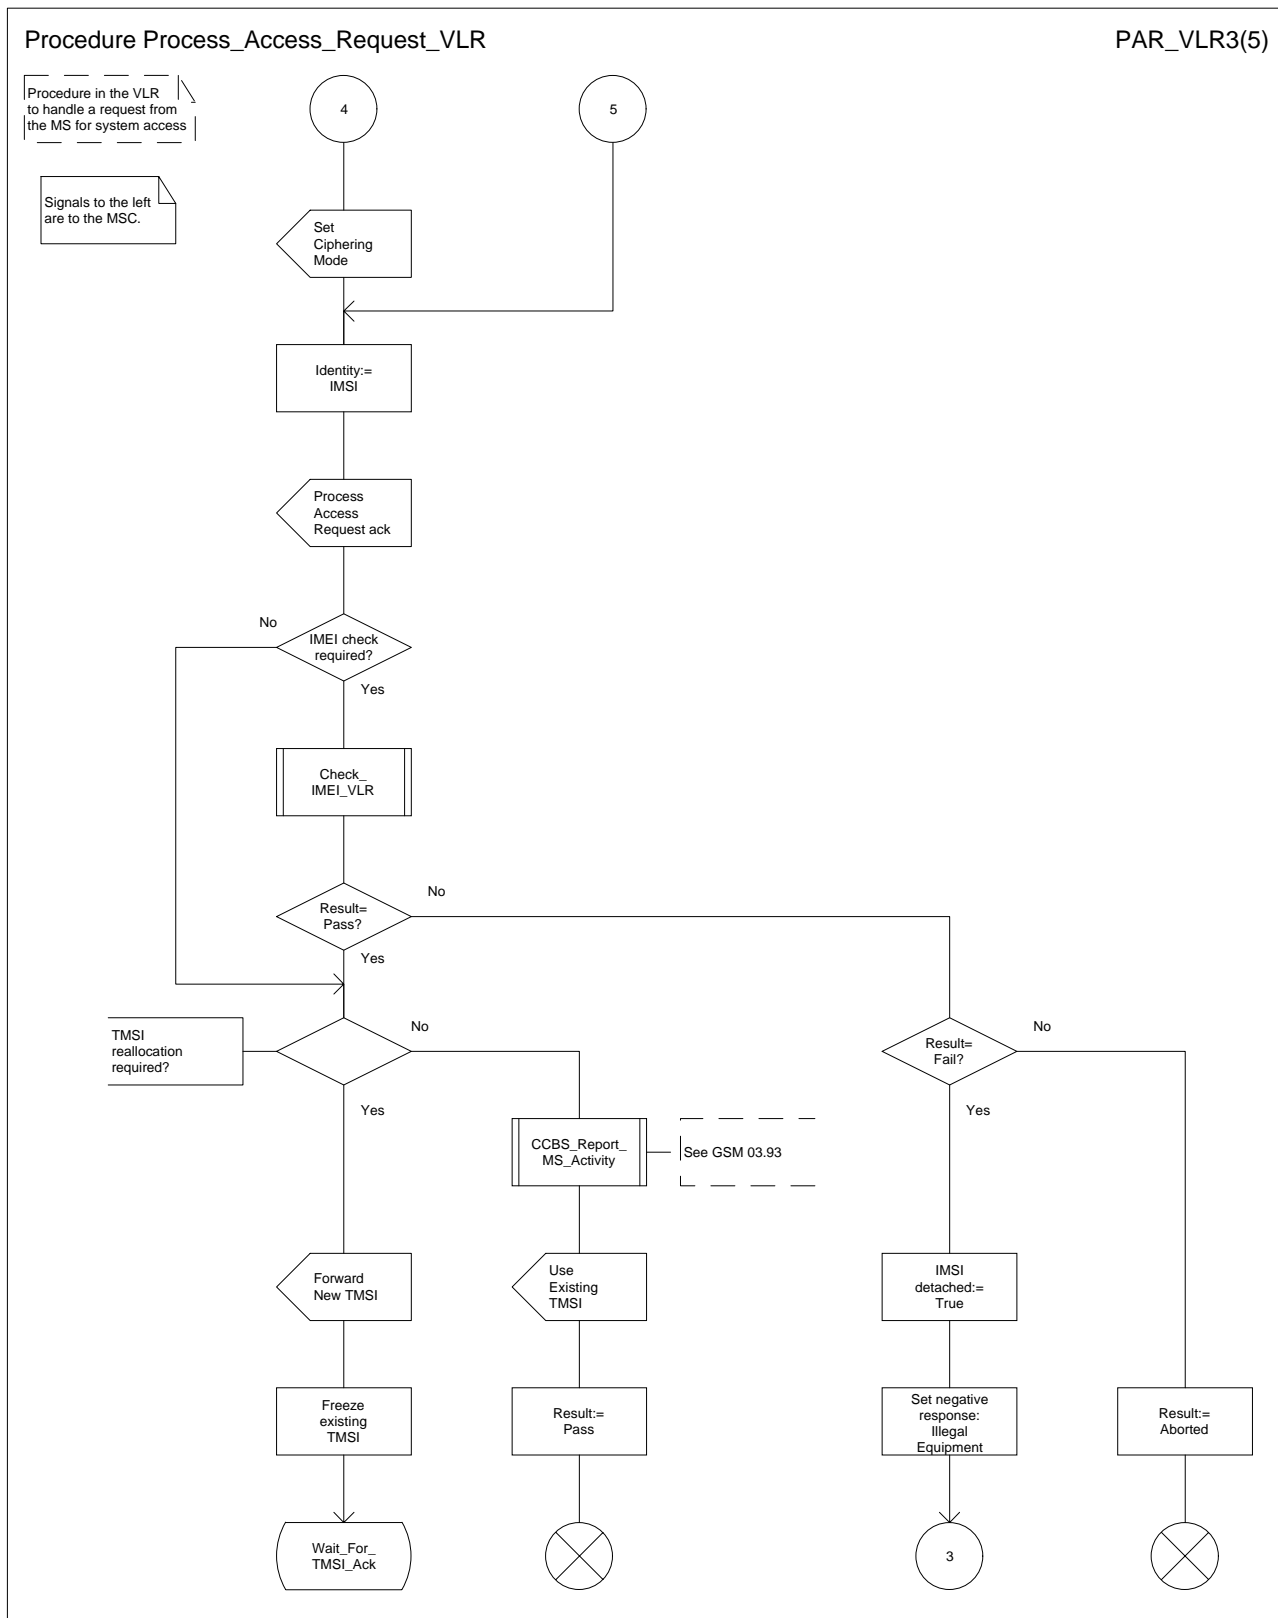 Procedure Process_Access_Request_VLR
PAR_VLR3(5)
Procedure in the VLR
to handle a request from
the MS for system access
4
5
Signals to the left
are to the MSC.
Set
Ciphering
Mode
Identity:=
IMSI
Process
Access
Request ack
No
IMEI check
required?
Yes
Check_
IMEI_VLR
No
Result=
Pass?
Yes
TMSI
reallocation
required?
No
Yes
Result=
Fail?
No
Yes
CCBS_Report_
MS_Activity
See GSM 03.93
Forward
New TMSI
Use
Existing
TMSI
IMSI
detached:=
True
Freeze
existing
TMSI
Result:=
Pass
Set negative
response:
Illegal
Equipment
Result:=
Aborted
Wait_For_
TMSI_Ack
3